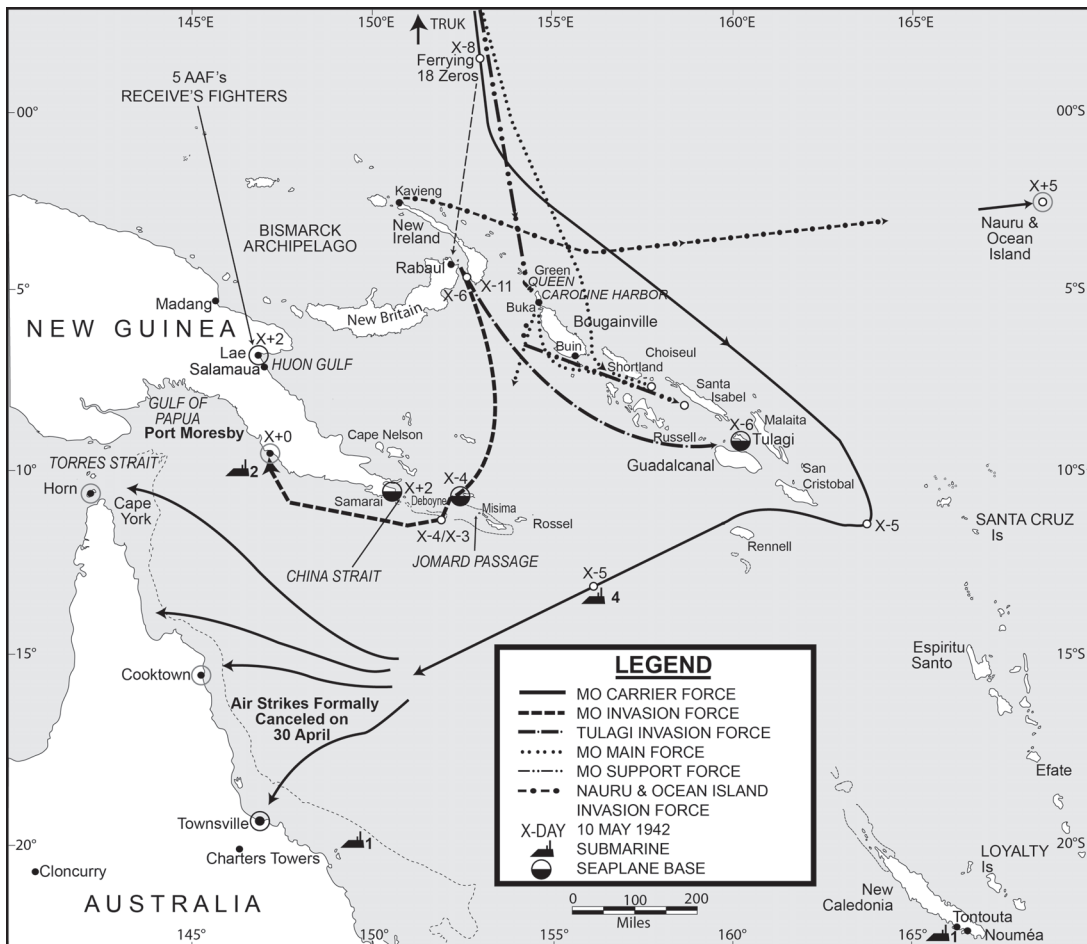 145°E
150°E
155°E
160°E
165°E
TRUK
X-8
Ferrying
18 Zeros
5 AAF's
RECEIVE'S FIGHTERS
00°
00°S
X+5
Nauru &
Ocean
Island
Kavieng
New
Ireland
BISMARCK
ARCHIPELAGO
Rabaul
X-6
X-11
Green
QUEEN
CAROLINE HARBOR
5°
5°S
Madang
New Britain
Buka
Bougainville
NEW GUINEA
X+2
Lae
Salamaua
HUON GULF
Buin
Choiseul
Shortland
Santa
Isabel
GULF OF
PAPUA
Port Moresby
X+0
Cape Nelson
Malaita
X-6
Tulagi
Russell
Guadalcanal
10°
10°S
TORRES STRAIT
2
Horn
Cape
York
X+2
X-4
Samarai
Deboyne
Misima
Rossel
San
Cristobal
X-4/X-3
X-5
SANTA CRUZ
Is
JOMARD PASSAGE
CHINA STRAIT
Rennell
X-5
4
15°
15°S
Espiritu
Santo
Cooktown
Air Strikes Formally
Canceled on
30 April
LEGEND
MO CARRIER FORCE
MO INVASION FORCE
TULAGI INVASION FORCE
MO MAIN FORCE
MO SUPPORT FORCE
NAURU & OCEAN ISLAND
INVASION FORCE
X-DAY 10 MAY 1942
SUBMARINE
SEAPLANE BASE
Efate
Townsville
1
20°
20°S
Charters Towers
Cloncurry
LOYALTY
Is
AUSTRALIA
0 100 200
Miles
New
Caledonia
Tontouta
1
Nouméa
145°
150°
155°
160°
165°